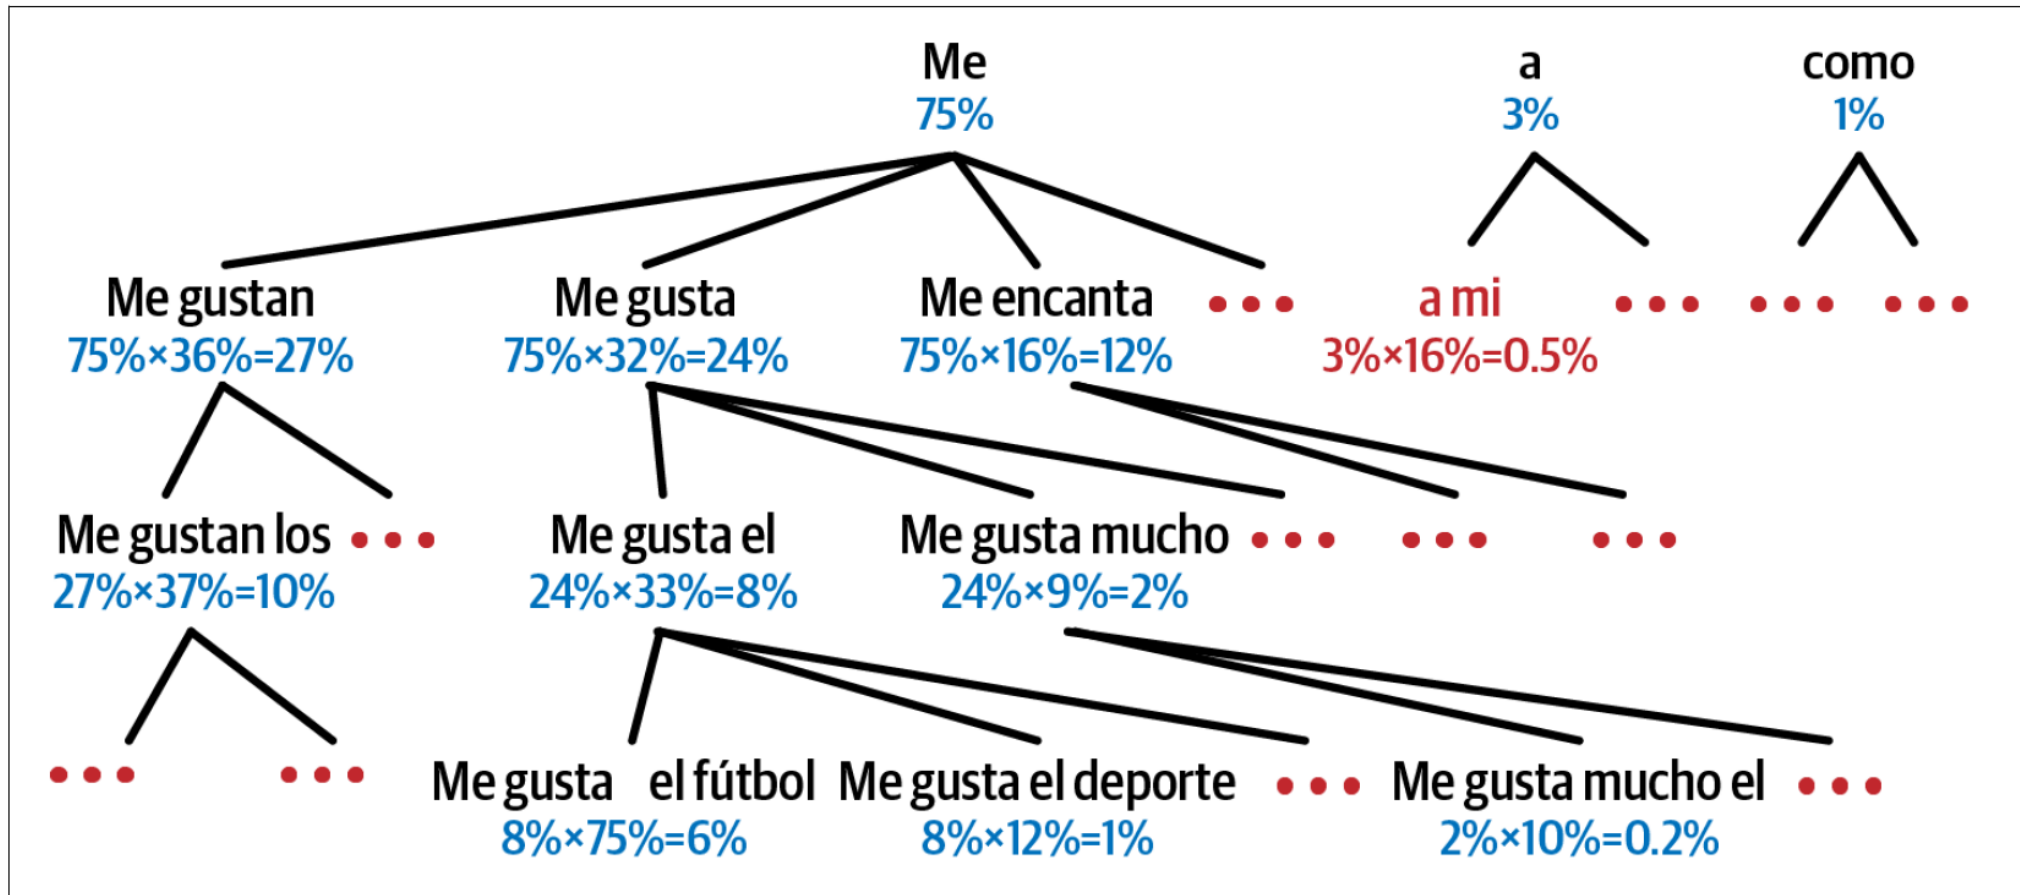 Me a como
75% 3% 1%
Me gustan Me gusta Me encanta ... a mi ... ... ...
75%×36%=27% 75%×32%=24% 75%×16%=12% 3%×16%=0.5%
Me gustan los ... Me gusta el Me gusta mucho ... ... ...
27%×37%=10% 24%×33%=8% 24%×9%=2%
... ... Me gusta el fútbol Me gusta el deporte ... Me gusta mucho el ...
8%×75%=6% 8%×12%=1% 2%×10%=0.2%